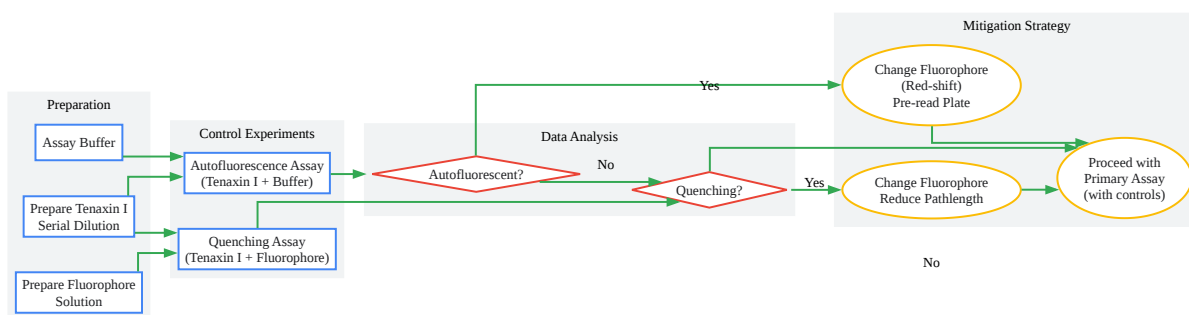 Preparation
Assay Buffer
Prepare Tenaxin I
Serial Dilution
Prepare Fluorophore
Solution
Control Experiments
Autofluorescence Assay
(Tenaxin I + Buffer)
Quenching Assay
(Tenaxin I + Fluorophore)
Data Analysis
Autofluorescent?
No
Quenching?
Yes
Yes
Mitigation Strategy
Change Fluorophore
(Red-shift)
Pre-read Plate
Change Fluorophore
Reduce Pathlength
Proceed with
Primary Assay
(with controls)
No